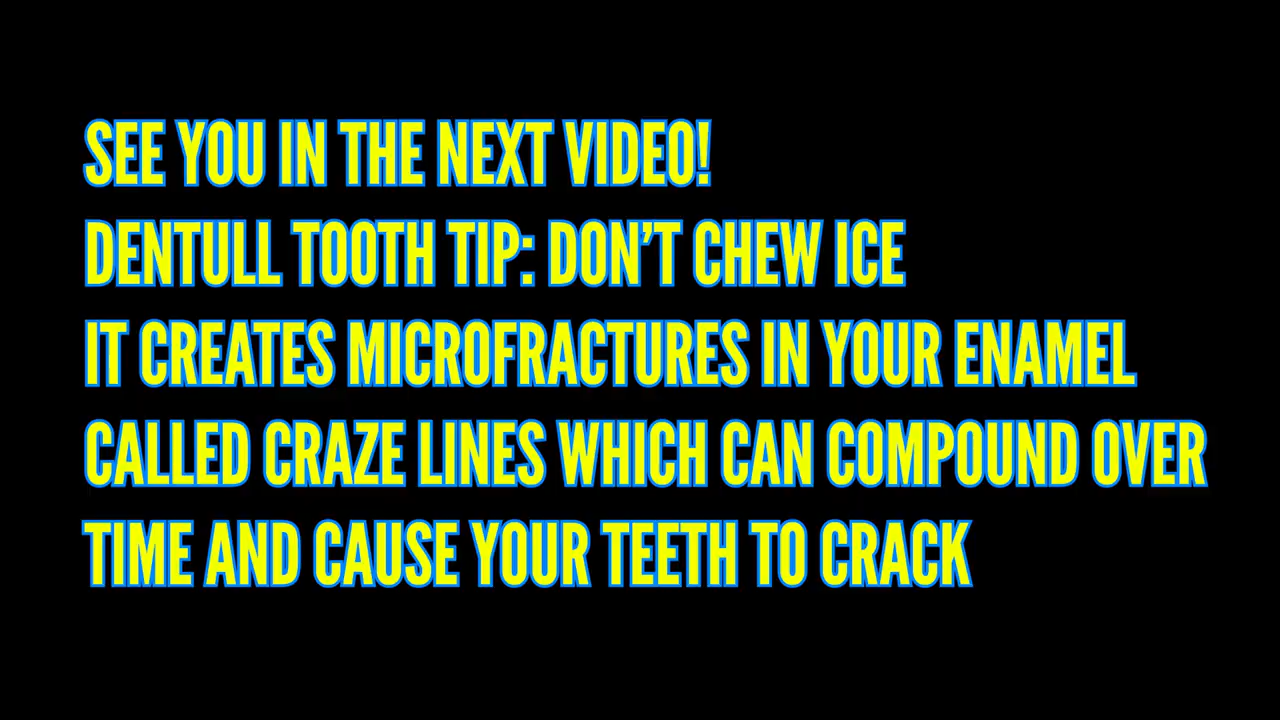 SEE YOU IN THE NEXT VIDEO!
DENTULL TOOTH TIP: DON’T CHEW ICE
IT CREATES MICROFRACTURES IN YOUR ENAMEL
CALLED CRAZE LINES WHICH CAN COMPOUND OVER
TIME AND CAUSE YOUR TEETH TO CRACK